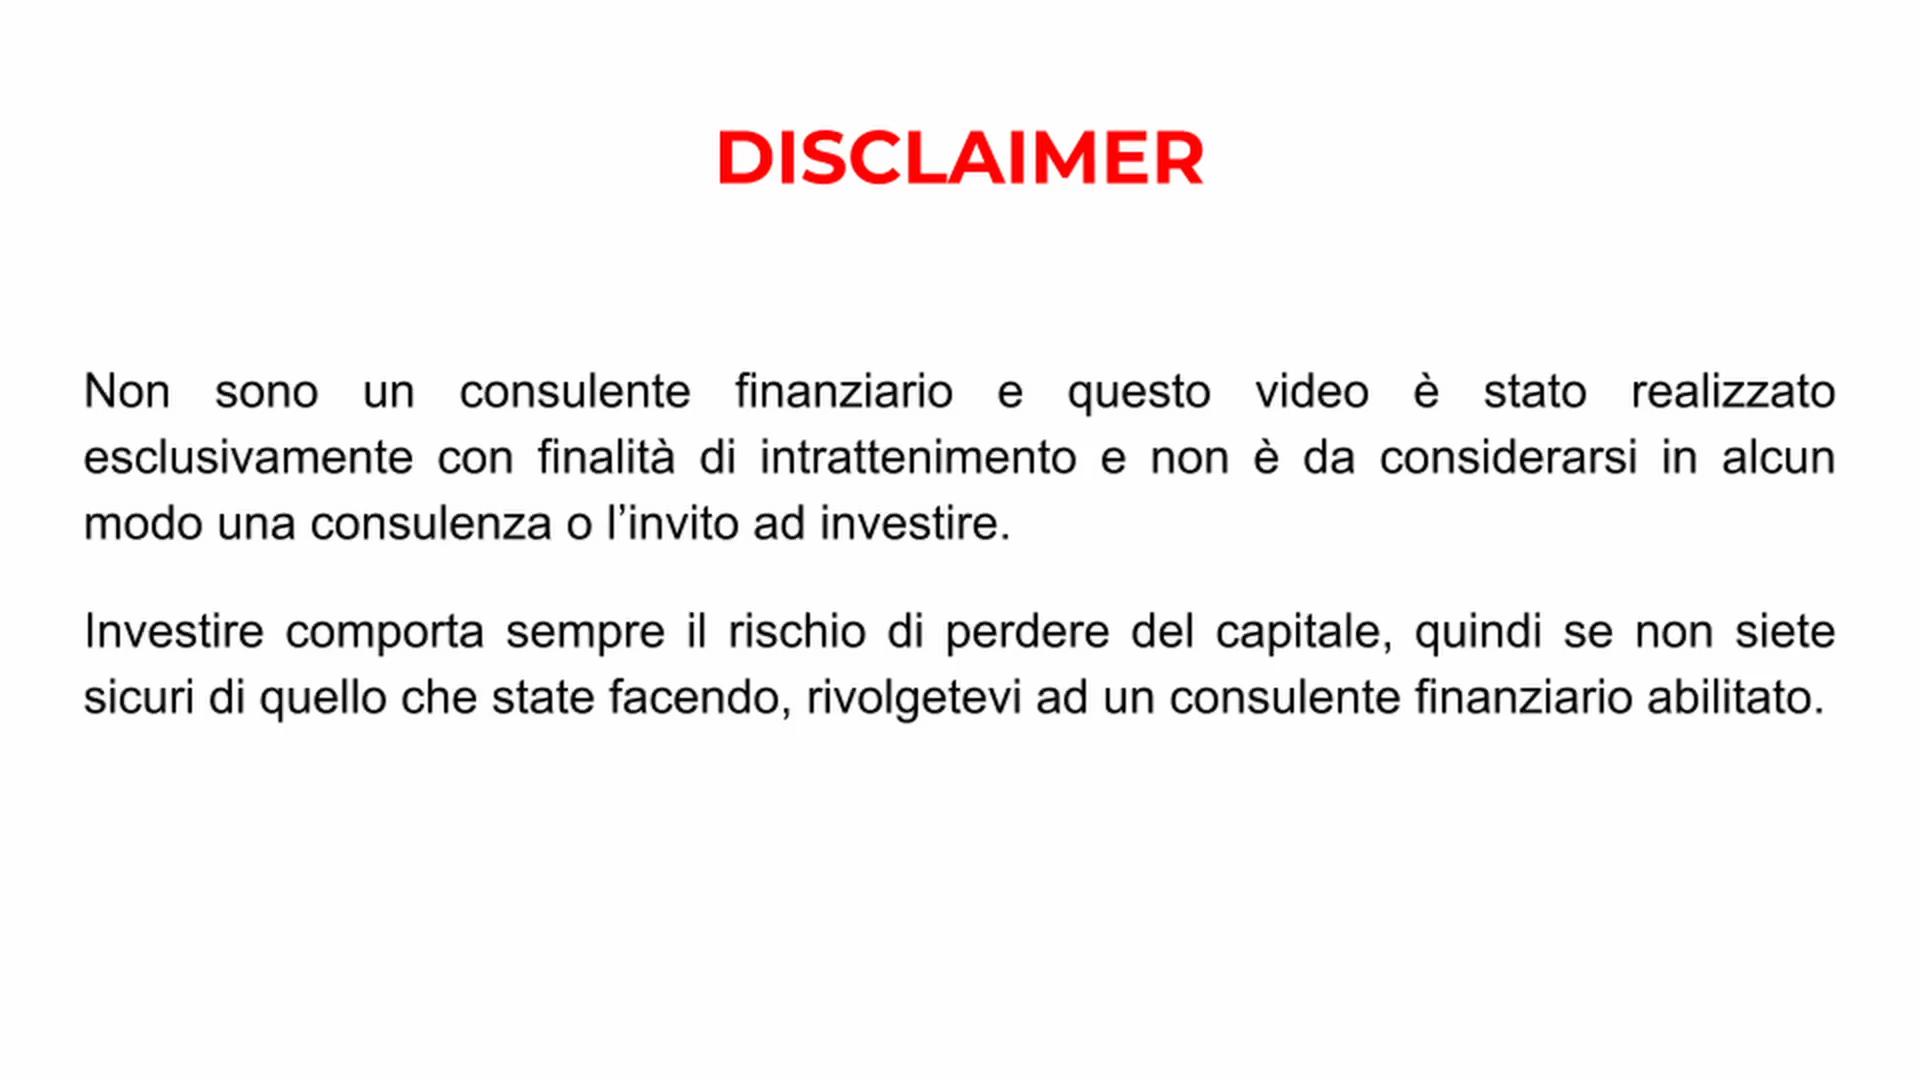 DISCLAIMER
Non sono un consulente finanziario e questo video è stato realizzato
esclusivamente con finalità di intrattenimento e non è da considerarsi in alcun
modo una consulenza o l’invito ad investire.
Investire comporta sempre il rischio di perdere del capitale, quindi se non siete
sicuri di quello che state facendo, rivolgetevi ad un consulente finanziario abilitato.